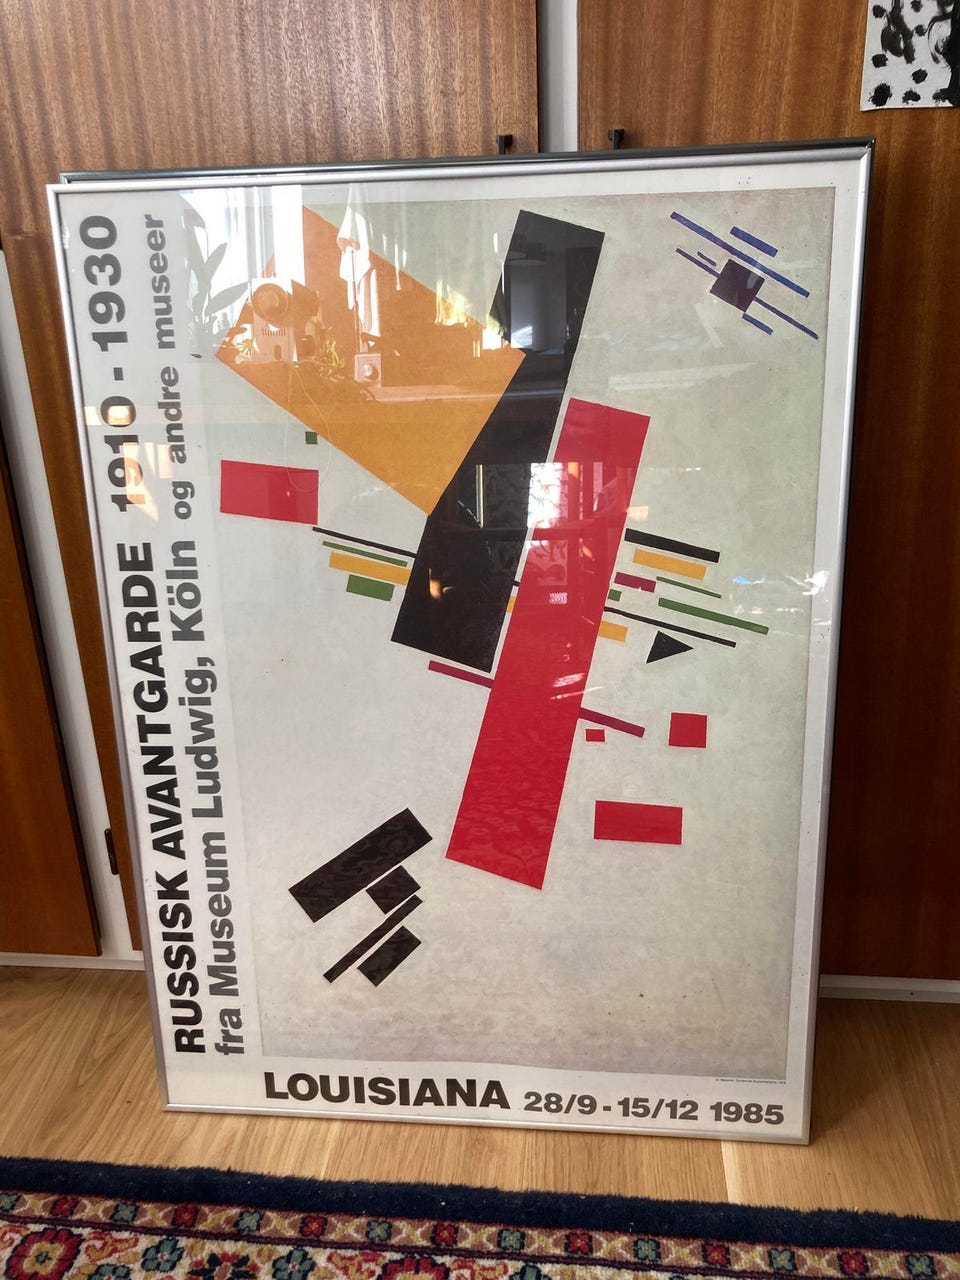 RUSSISK AVANTGARDE 1910 - 1930
fra Museum Ludwig, Köln og andre museer
LOUISIANA 28/9 - 15/12 1985